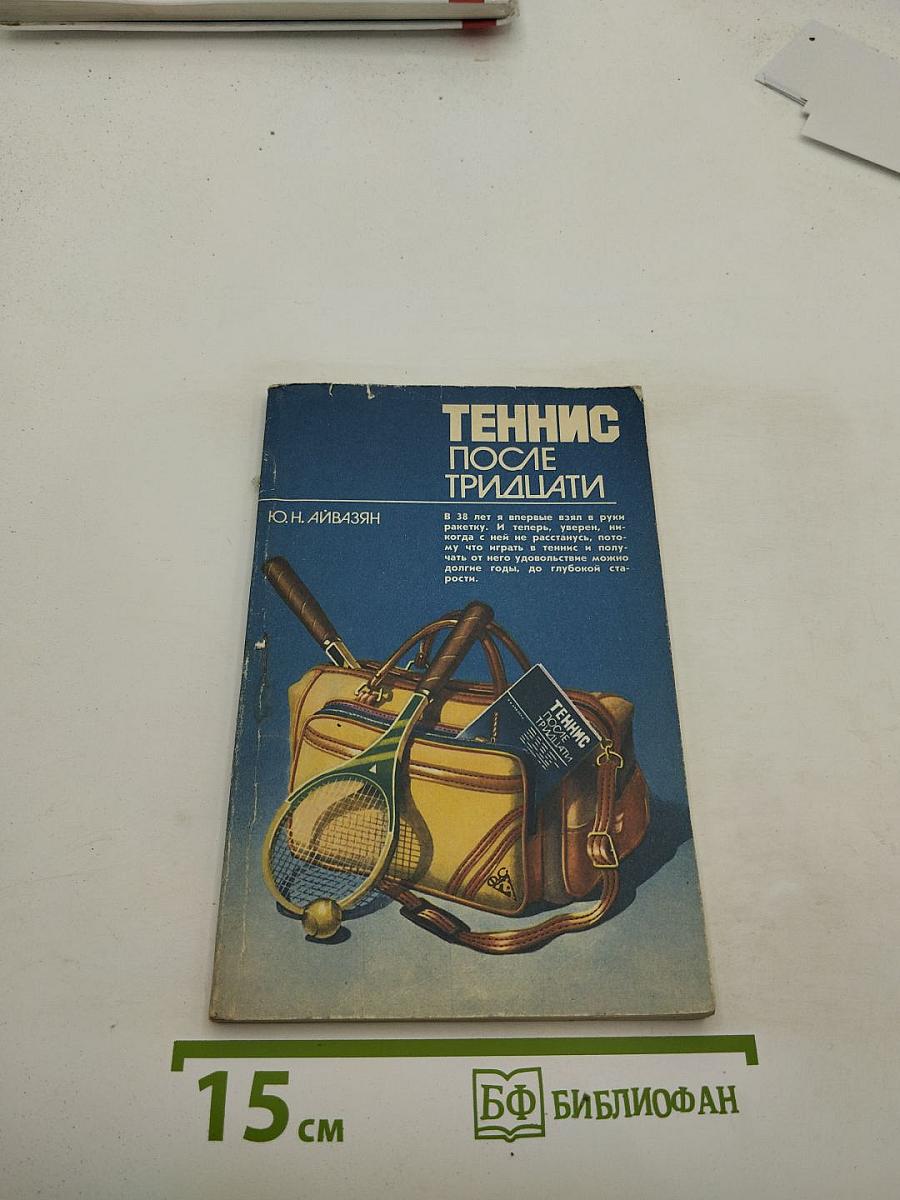 ТЕННИС
ПОСЛЕ
ТРИДЦАТИ
Ю.Н. АЙВАЗЯН
В 38 лет я впервые взял в руки
ракетку. И теперь, уверен, ни-
когда с ней не расстанусь, пото-
му что играть в теннис и полу-
чать от него удовольствие можно
долгие годы, до глубокой ста-
рости.
ТЕННИС
ПОСЛЕ
ТРИДЦАТИ
15 см
БФ БИБЛИОФАН